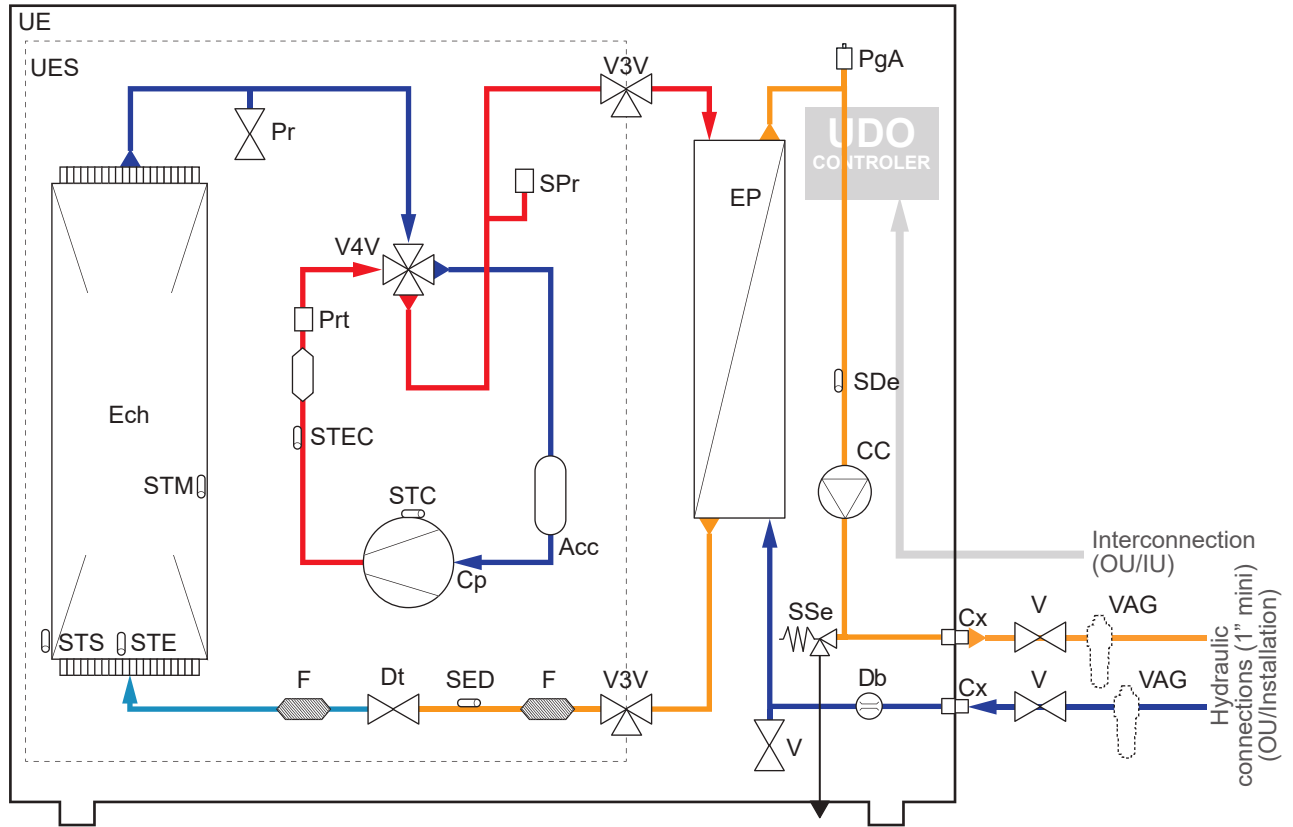 UE
UES
V3V
PgA
Pr
UDO
CONTROLER
SPr
EP
V4V
Prt
SDe
Ech
STEC
CC
STM
STC
Acc
Cp
Interconnection
(OU/IU)
SSe
Cx
V
VAG
STS
STE
F
Dt
SED
F
V3V
Db
Cx
V
VAG
V
Hydraulic
connections (1" mini)
(OU/Installation)